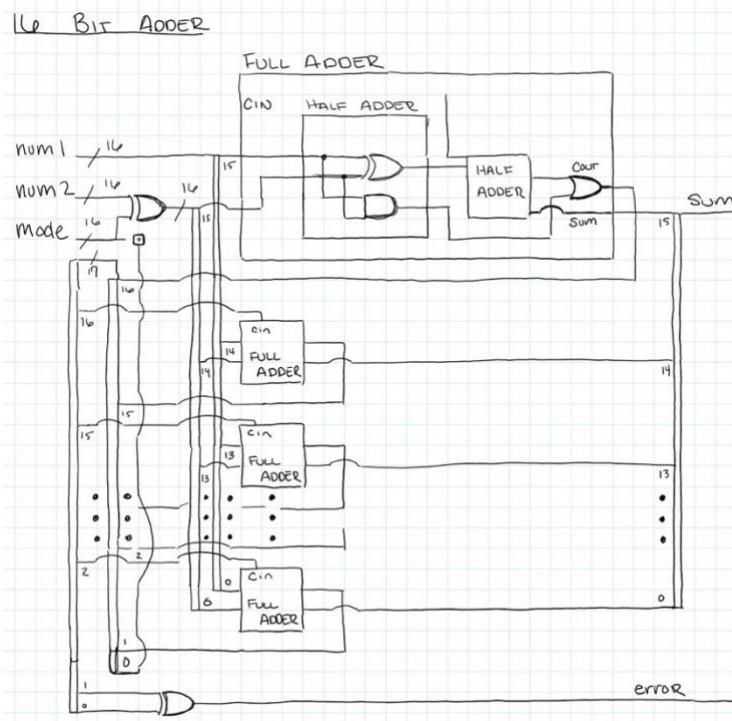 16 BIT ADDER
FULL ADDER
CIN
HALF ADDER
num1
16
15
num2
16
16
15
mode
16
17
16
HALF
ADDER
Cout
Sum
15
Sum
16
Cin
14
FULL
ADDER
14
14
15
15
Cin
13
FULL
ADDER
13
13
2
2
0
Cin
0
FULL
ADDER
0
1
0
1
0
error